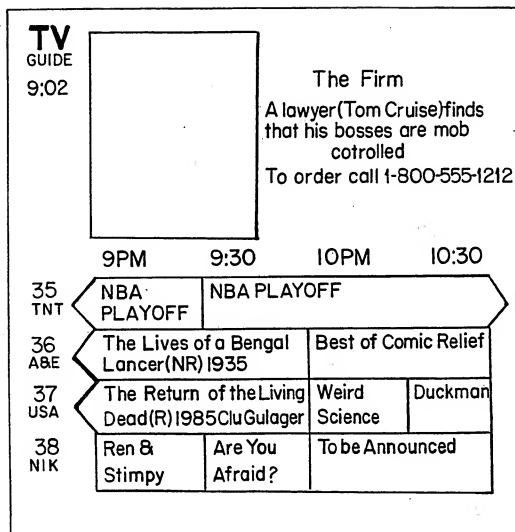 TV
GUIDE
9:02
The Firm
A lawyer(Tom Cruise)finds
that his bosses are mob
cotrolled
To order call 1-800-555-1212
9PM 9:30 10PM 10:30
35
TNT
NBA
PLAYOFF
NBA PLAYOFF
36
A&E
The Lives of a Bengal
Lancer(NR) 1935
Best of Comic Relief
37
USA
The Return of the Living
Dead(R) 1985 Clu Gulager
Weird
Science
Duckman
38
NIK
Ren &
Stimpy
Are You
Afraid?
To be Announced